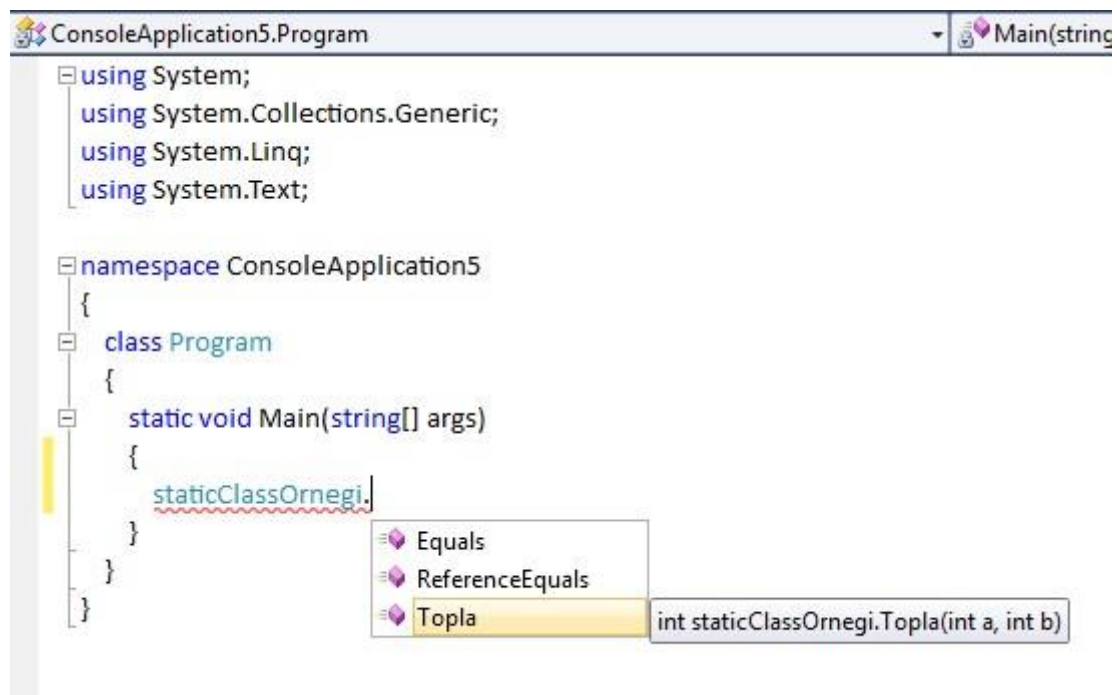 ConsoleApplication5.Program Main(string
using System;
using System.Collections.Generic;
using System.Linq;
using System.Text;
namespace ConsoleApplication5
{
class Program
{
static void Main(string[] args)
{
staticClassOrnegi.
}
}
}
Equals
ReferenceEquals
Topla int staticClassOrnegi.Topla(int a, int b)